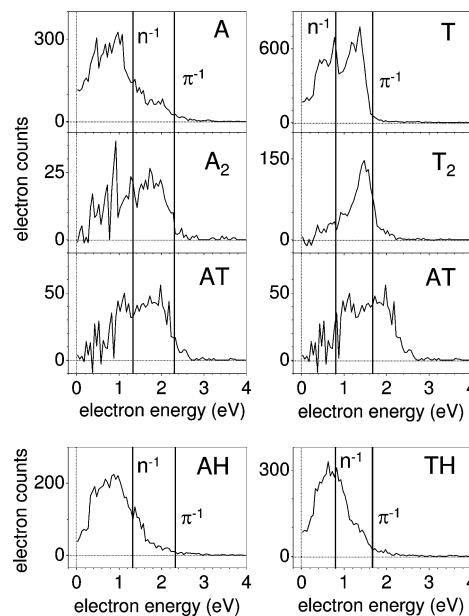 A
T
n⁻¹
π⁻¹
n⁻¹
π⁻¹
300
0
600
0
A₂
T₂
25
0
150
0
electron counts
AT
AT
50
0
50
0
0 1 2 3 4
0 1 2 3 4
electron energy (eV)
electron energy (eV)
AH
TH
n⁻¹
π⁻¹
n⁻¹
π⁻¹
200
0
300
0
electron counts
0 1 2 3 4
0 1 2 3 4
electron energy (eV)
electron energy (eV)